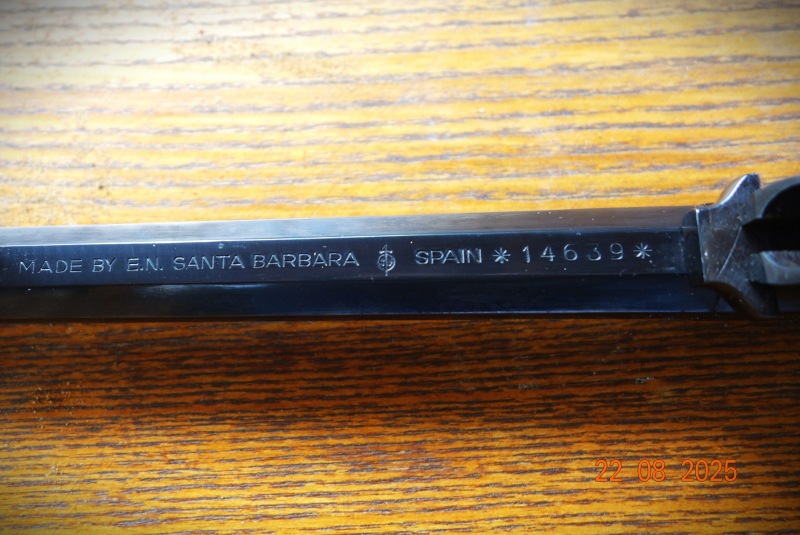 MADE BY E.N. SANTA BARBARA SPAIN *14639*
22 08 2025